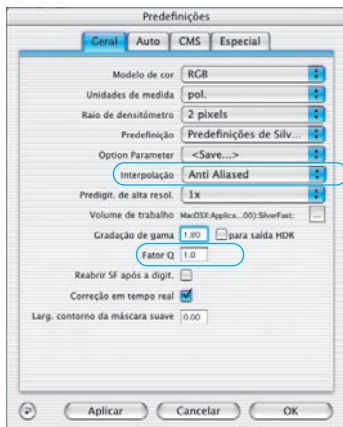 Predefinições
Geral Auto CMS Especial
Modelo de cor RGB
Unidades de medida pol.
Raio de densitómetro 2 pixels
Predefinição Predefinições de Silv...
Option Parameter <Save...>
Interpolação Anti Aliased
Predigit. de alta resol. 1x
Volume de trabalho MacOSX:Applica...00):SilverFast: ...
Gradação de gama 1.80 para saída HDR
Fator Q 1.0
Reabrir SF após a digit.
Correção em tempo real
Larg. contorno da máscara suave 0.00
Aplicar Cancelar OK